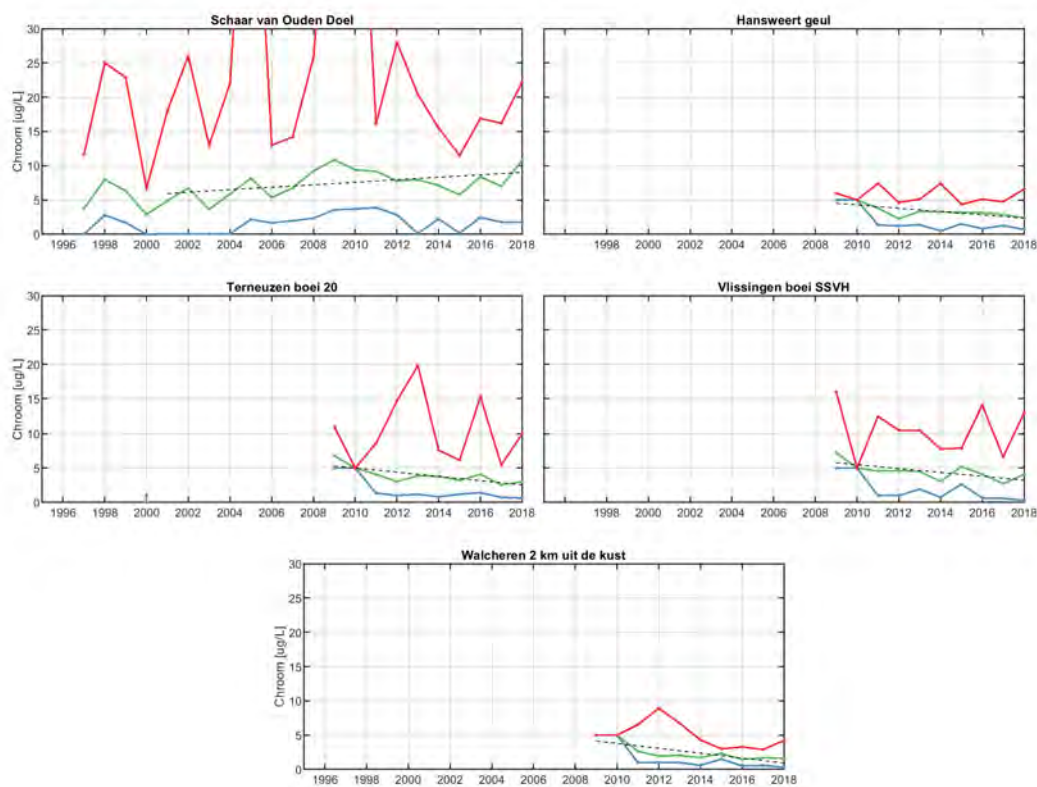 Schaar van Ouden Doel
Hansweert geul
30
25
20
15
10
5
0
Chroom [ug/L]
1996 1998 2000 2002 2004 2006 2008 2010 2012 2014 2016 2018
1998 2000 2002 2004 2006 2008 2010 2012 2014 2016 2018
Terneuzen boei 20
Vlissingen boei SSVH
30
25
20
15
10
5
0
Chroom [ug/L]
1996 1998 2000 2002 2004 2006 2008 2010 2012 2014 2016 2018
1996 1998 2000 2002 2004 2006 2008 2010 2012 2014 2016 2018
Walcheren 2 km uit de kust
30
25
20
15
10
5
0
Chroom [ug/L]
1996 1998 2000 2002 2004 2006 2008 2010 2012 2014 2016 2018